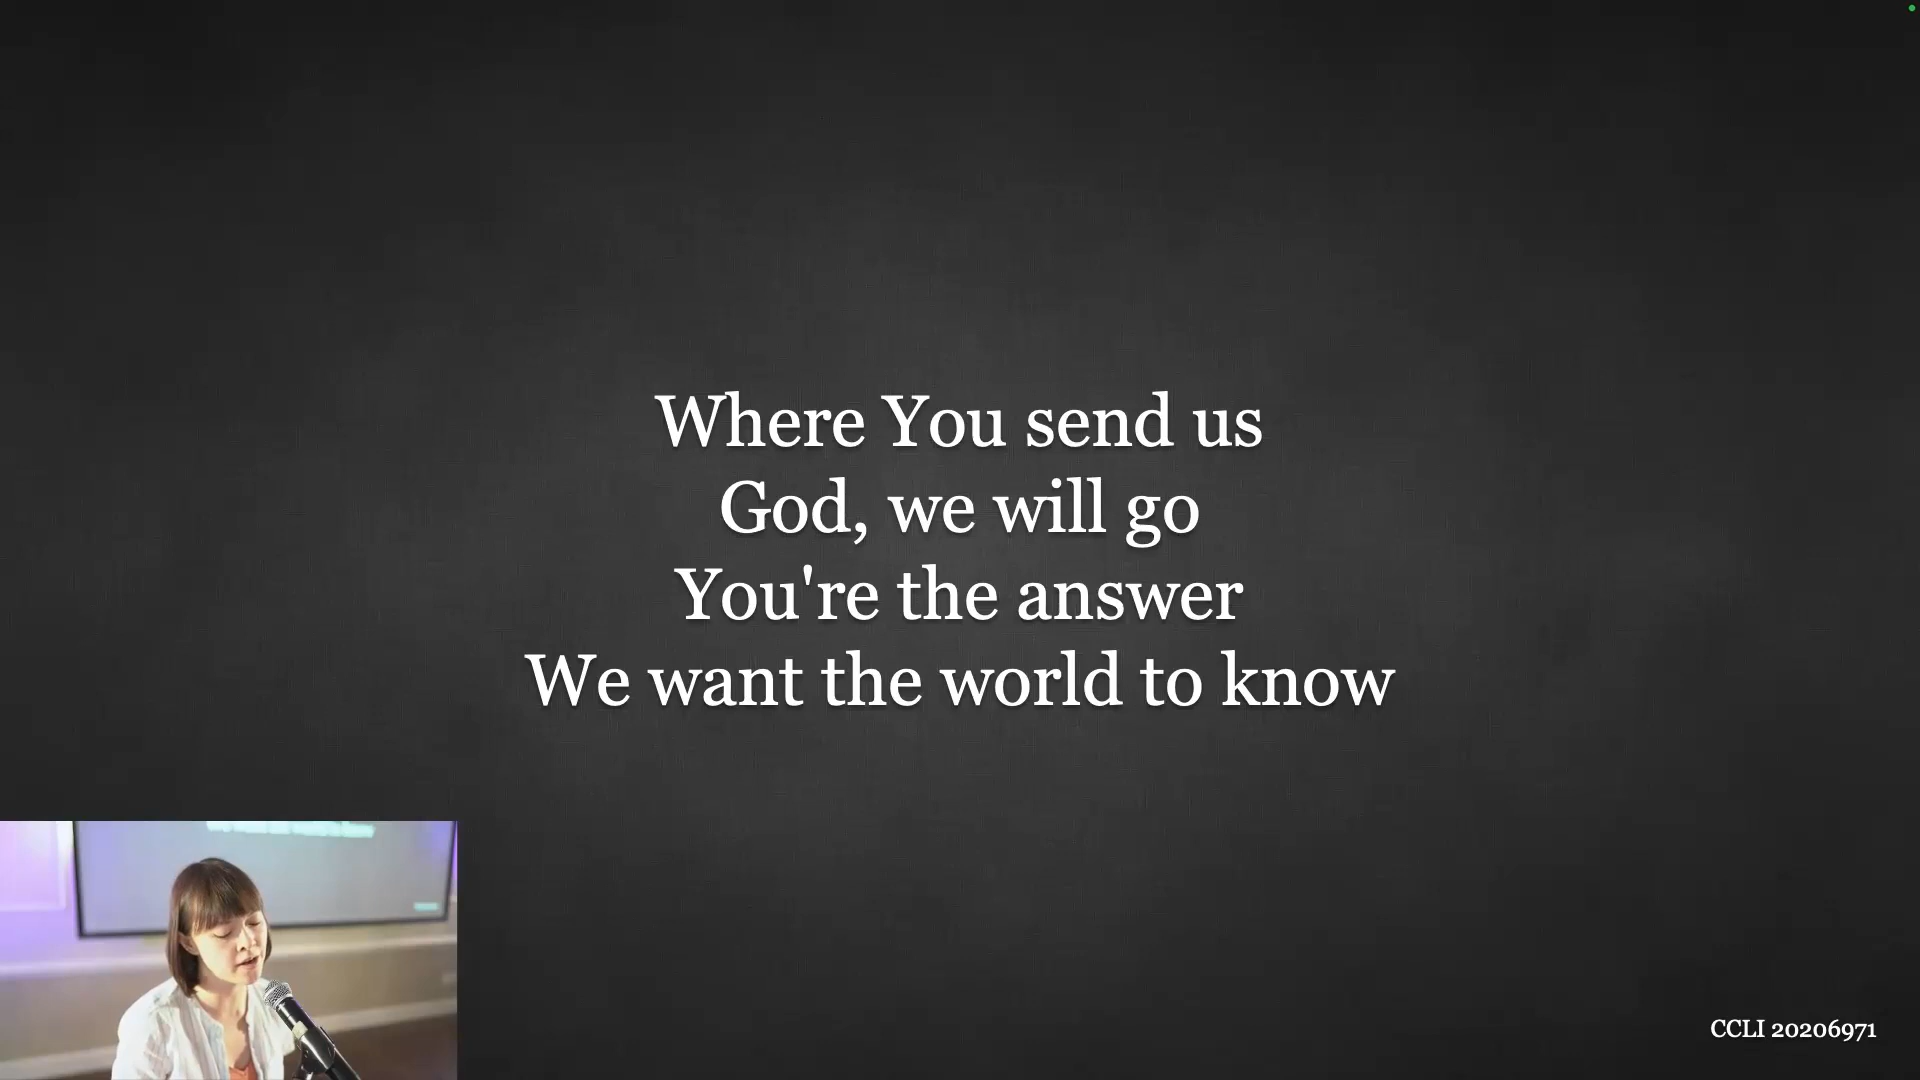 Where You send us
God, we will go
You're the answer
We want the world to know
CCLI 20206971